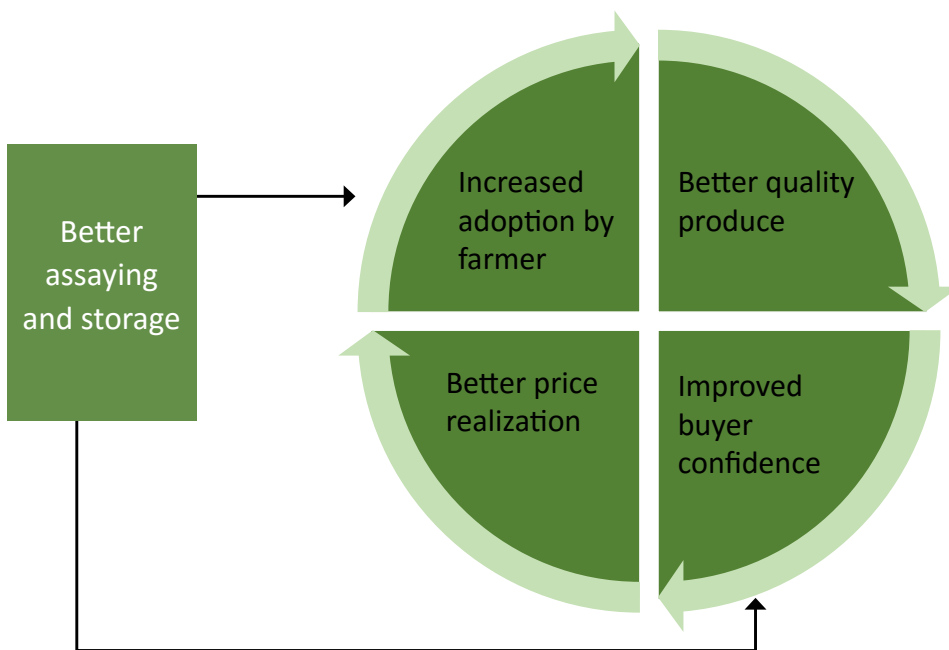 Better
assaying
and storage
Increased
adoption by
farmer
Better quality
produce
Better price
realization
Improved
buyer
confidence